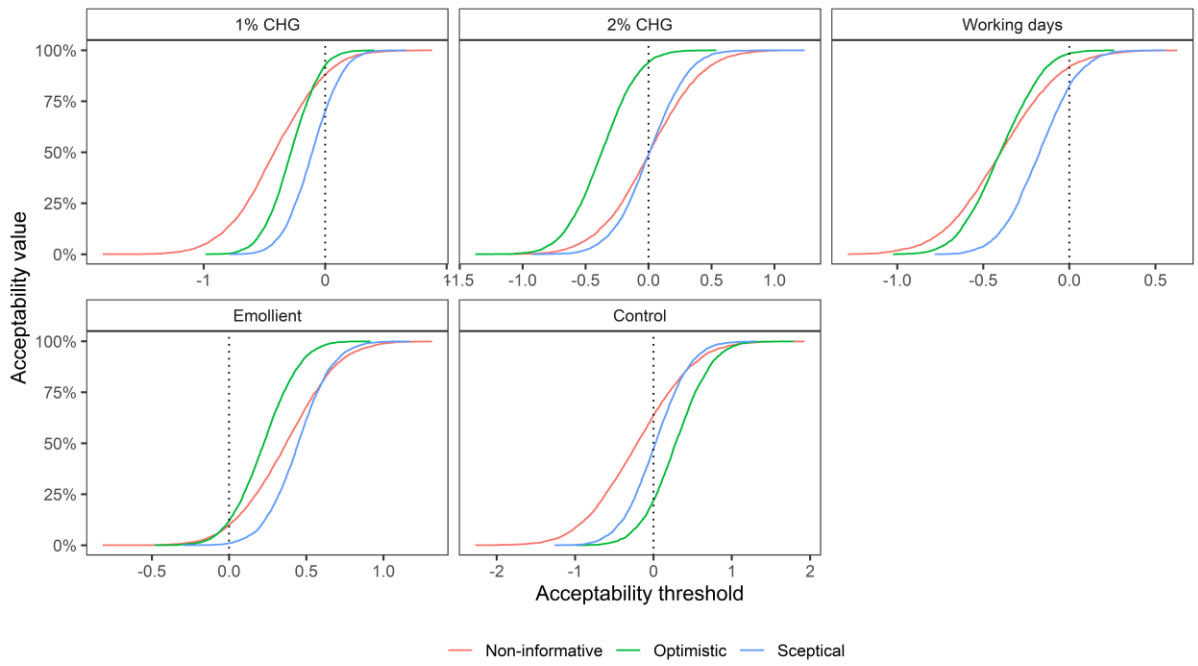 1% CHG 2% CHG Working days
100%
75%
50%
25%
0%
-1 0 1 -1.5 -1.0 -0.5 0.0 0.5 1.0 -1.0 -0.5 0.0 0.5
Emollient Control
100%
75%
50%
25%
0%
-0.5 0.0 0.5 1.0 -2 -1 0 1 2
Acceptability value
Acceptability threshold
Non-informative Optimistic Sceptical